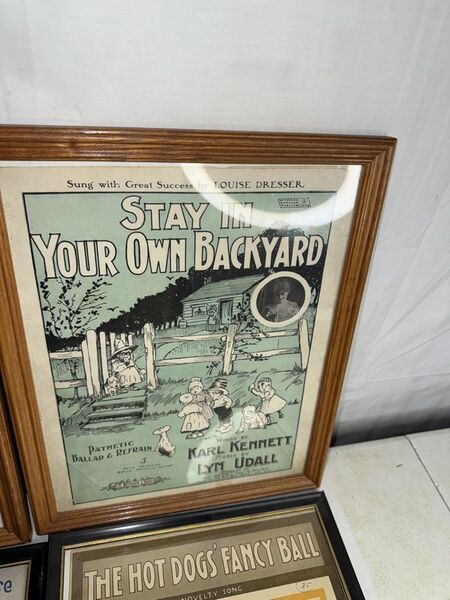 Sung with Great Success by LOUISE DRESSER.
STAY IN
YOUR OWN BACKYARD
PATHETIC
BALLAD & REFRAIN
WORDS BY
KARL KENNETT
MUSIC BY
LYN UDALL
THE HOT DOGS' FANCY BALL
NOVELTY SONG
re